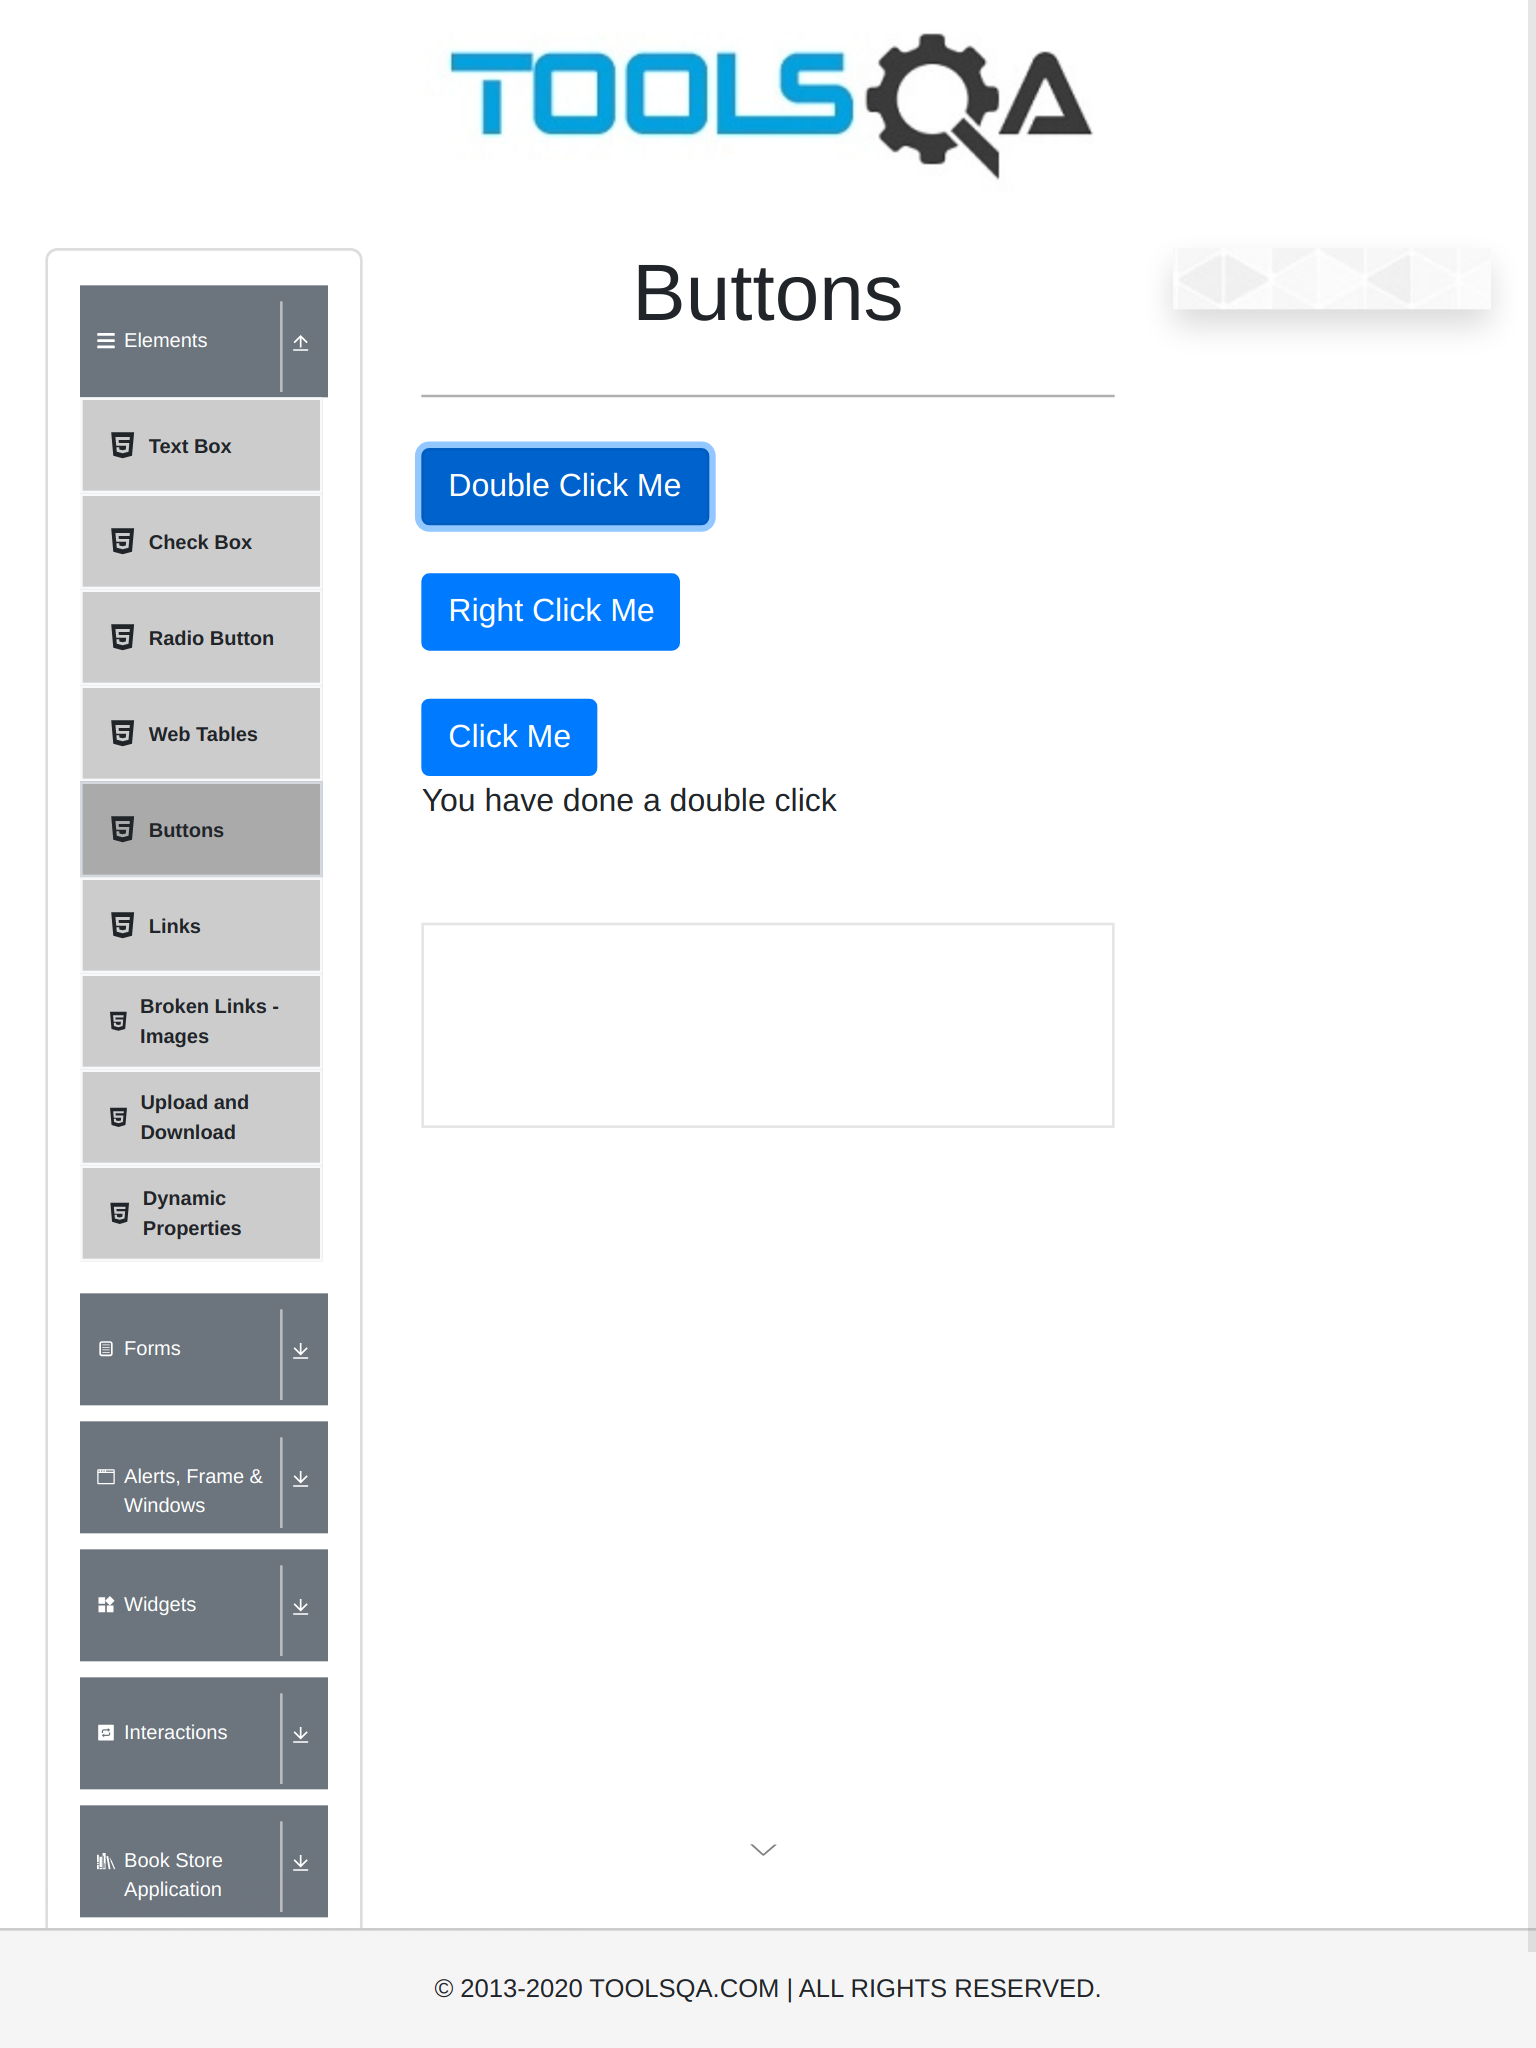 TOOLSQA
Buttons
Elements
Text Box
Check Box
Radio Button
Web Tables
Buttons
Links
Broken Links -
Images
Upload and
Download
Dynamic
Properties
Forms
Alerts, Frame &
Windows
Widgets
Interactions
Book Store
Application
Double Click Me
Right Click Me
Click Me
You have done a double click
© 2013-2020 TOOLSQA.COM | ALL RIGHTS RESERVED.